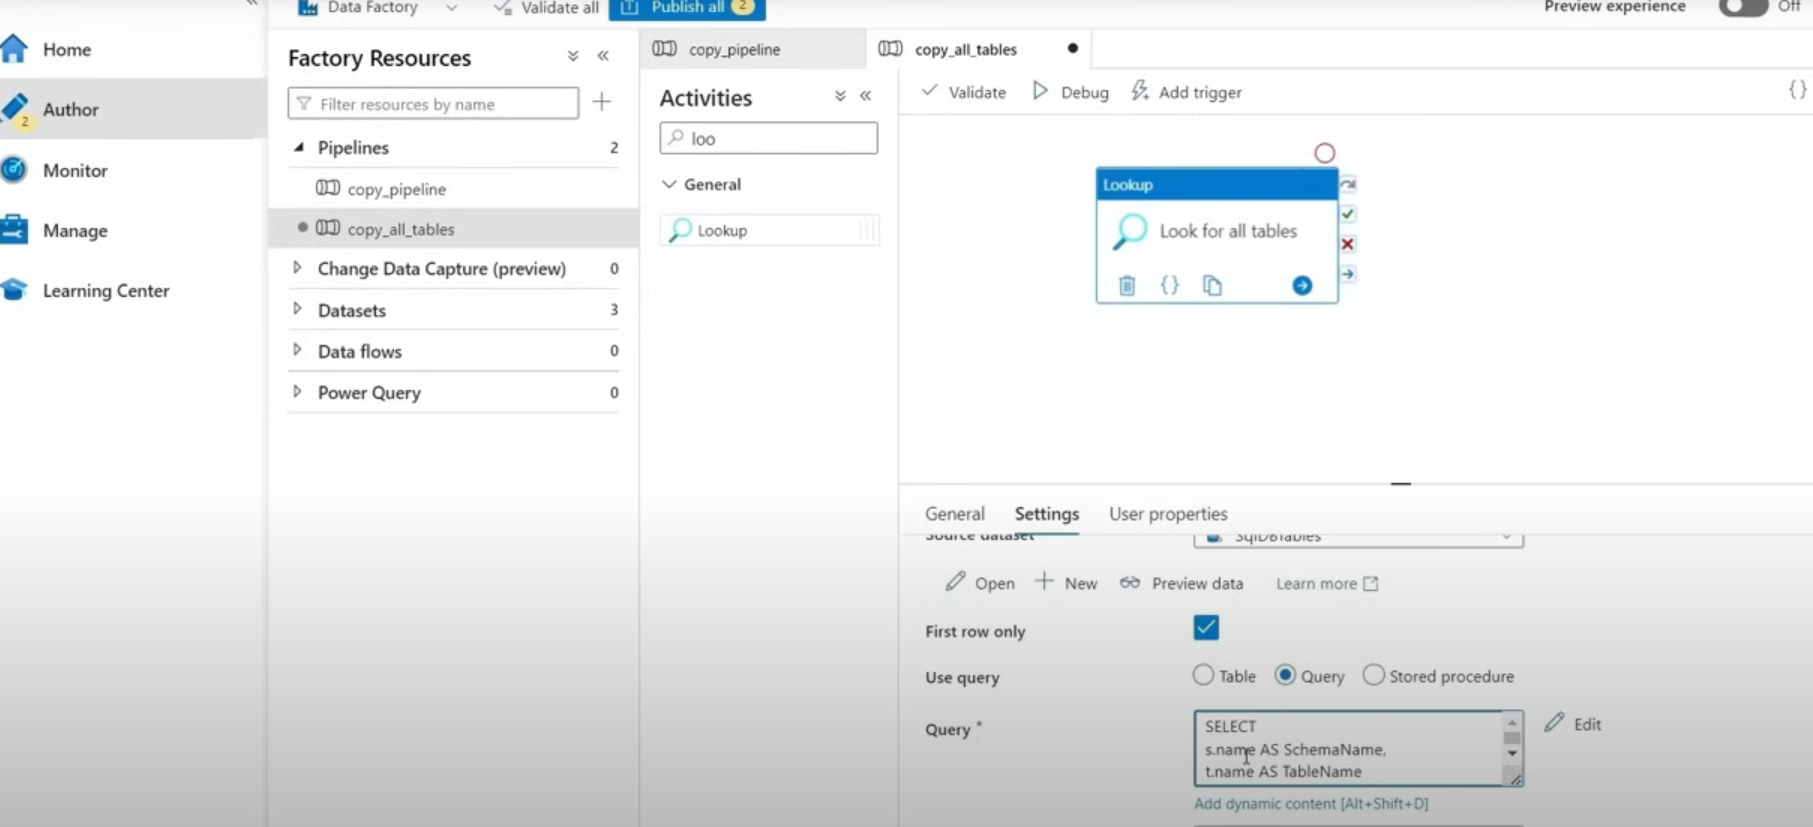 Data Factory
Validate all
Publish all 2
Preview experience
Off
Home
Author
2
Monitor
Manage
Learning Center
Factory Resources
Filter resources by name
Pipelines 2
copy_pipeline
copy_all_tables
Change Data Capture (preview) 0
Datasets 3
Data flows 0
Power Query 0
copy_pipeline
copy_all_tables
Activities
loo
General
Lookup
Validate
Debug
Add trigger
{}
Lookup
Look for all tables
{}
General
Settings
User properties
Source dataset
SqlDBTables
Open
New
Preview data
Learn more
First row only
Use query
Table
Query
Stored procedure
Query *
SELECT
s.name AS SchemaName,
t.name AS TableName
Edit
Add dynamic content [Alt+Shift+D]